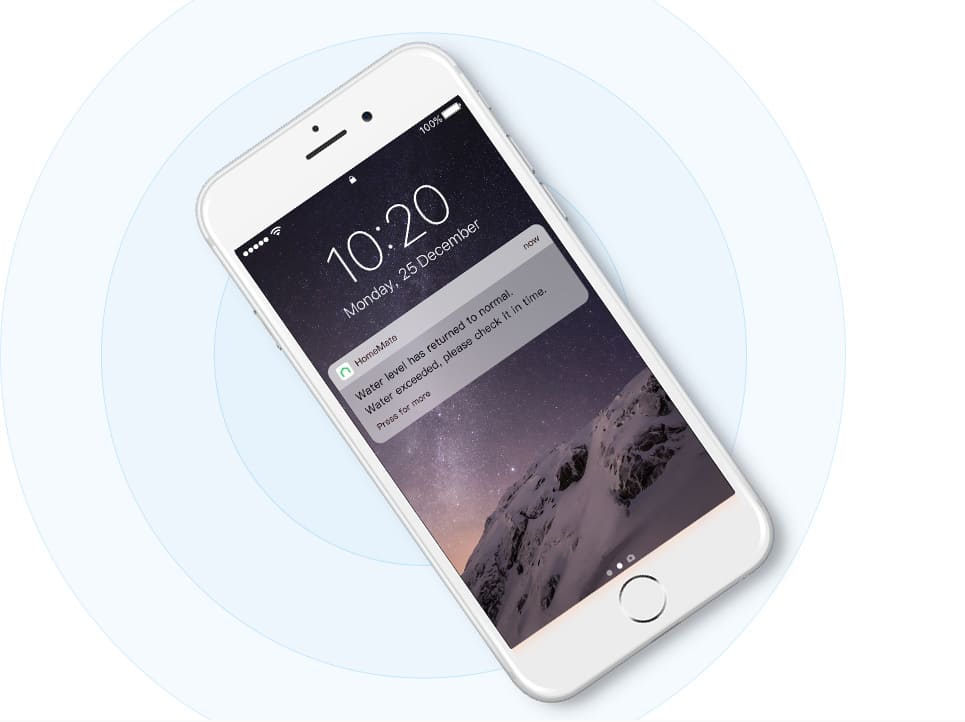 100%
10:20
Monday, 25 December
HomeMate
now
Water level has returned to normal.
Water exceeded, please check it in time.
Press for more